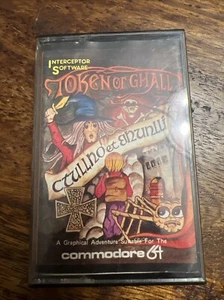 INTERCEPTOR
SOFTWARE
TOKEN OF GHALL
A Graphical Adventure Suitable For The
commodore 64